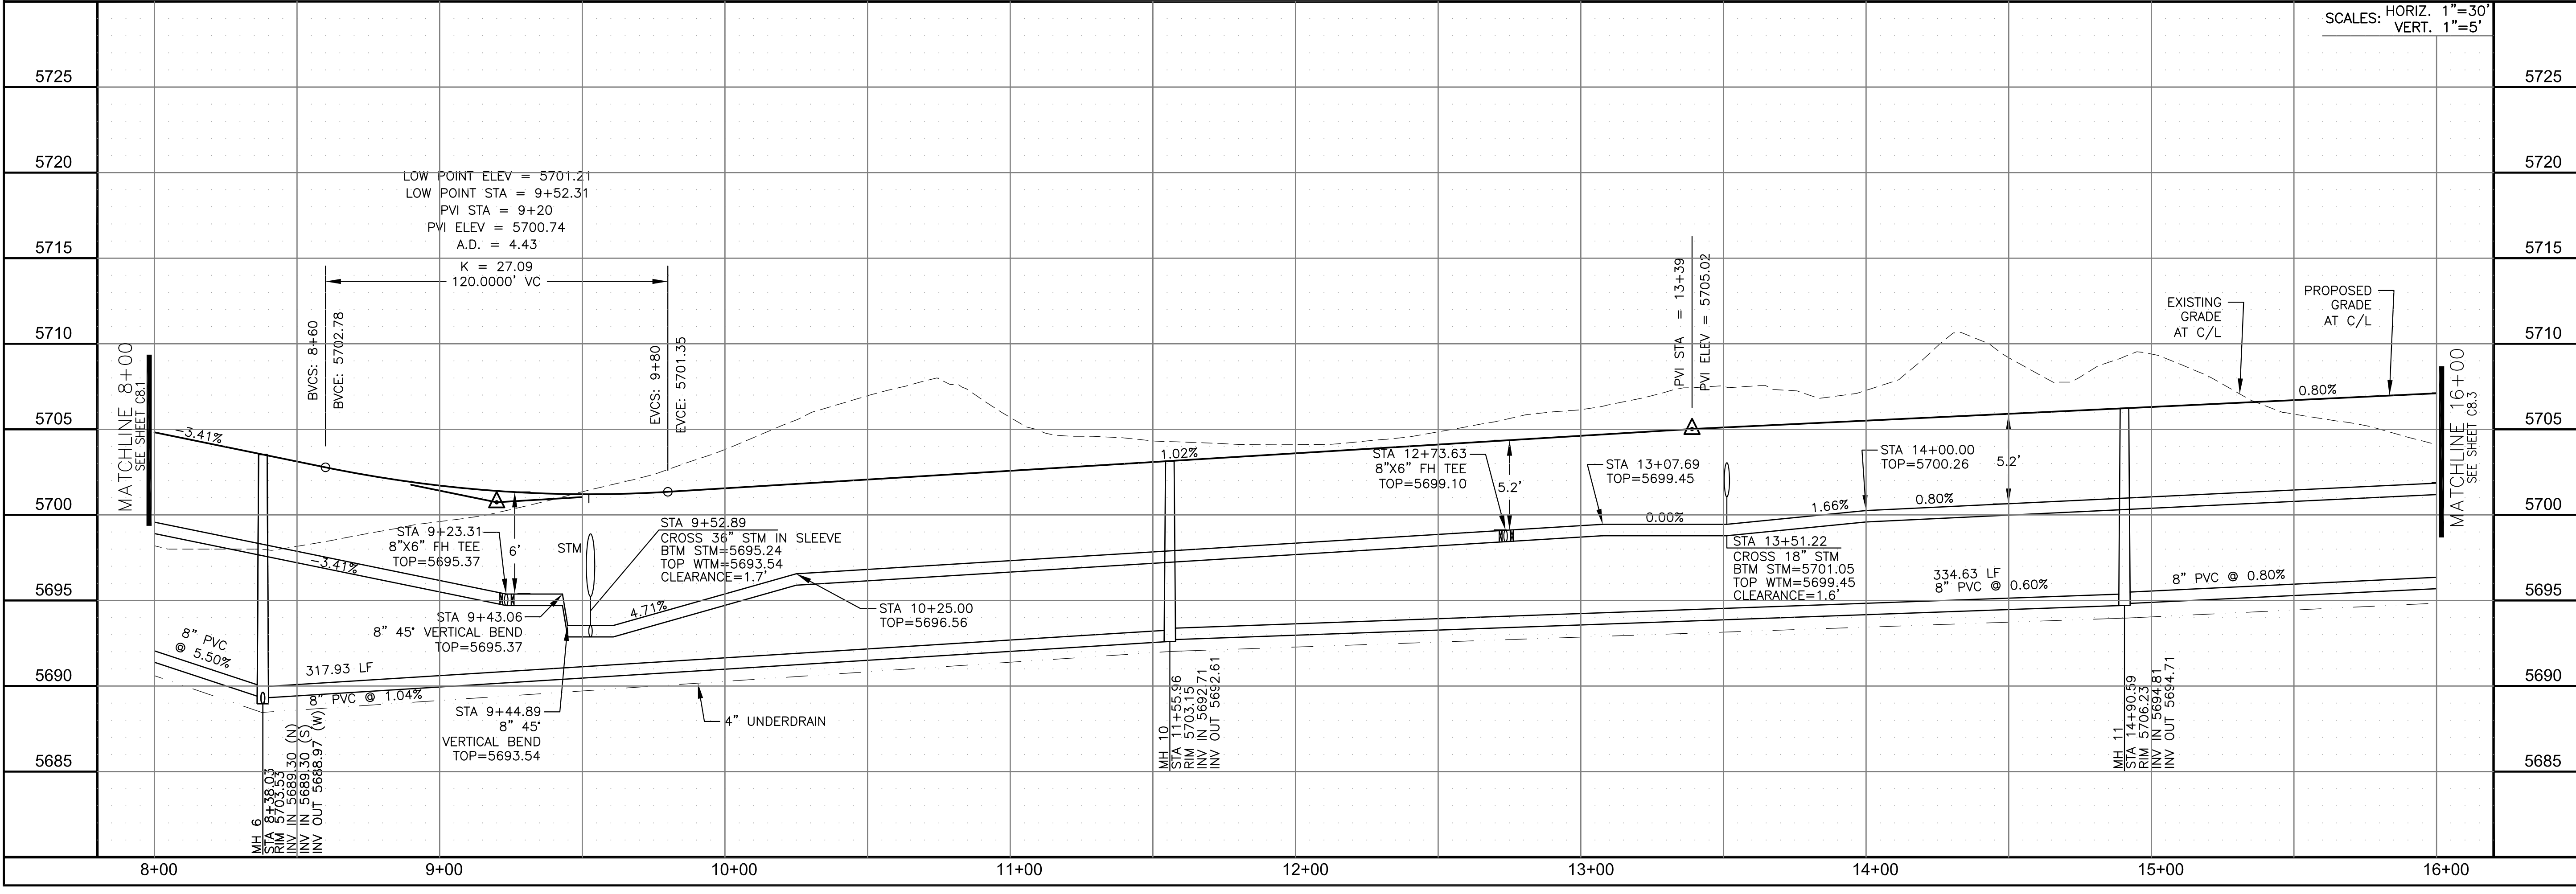 SCALES: HORIZ. 1"=30'
VERT. 1"=5'
5725
5725
5720
5720
5715
5715
5710
5710
5705
5705
5700
5700
5695
5695
5690
5690
5685
5685
LOW POINT ELEV = 5701.21
LOW POINT STA = 9+52.31
PVI STA = 9+20
PVI ELEV = 5700.74
A.D. = 4.43
K = 27.09
120.0000' VC
BVCS: 8+60
BVCE: 5702.78
EVCS: 9+80
EVCE: 5701.35
MATCHLINE 8+00
SEE SHEET C8.1
-3.41%
-3.41%
STA 9+23.31
8"X6" FH TEE
TOP=5695.37
6'
STM
STA 9+52.89
CROSS 36" STM IN SLEEVE
BTM STM=5695.24
TOP WTM=5693.54
CLEARANCE=1.7'
STA 9+43.06
8" 45° VERTICAL BEND
TOP=5695.37
4.71%
STA 10+25.00
TOP=5696.56
8" PVC
@ 5.50%
317.93 LF
8" PVC @ 1.04%
STA 9+44.89
8" 45°
VERTICAL BEND
TOP=5693.54
4" UNDERDRAIN
MH 6
STA 8+38.03
RIM 5703.53
INV IN 5689.30 (N)
INV IN 5689.30 (S)
INV OUT 5688.97 (W)
1.02%
MH 10
STA 11+55.96
RIM 5703.15
INV IN 5692.71
INV OUT 5692.61
STA 12+73.63
8"X6" FH TEE
TOP=5699.10
5.2'
STA 13+07.69
TOP=5699.45
0.00%
PVI STA = 13+39
PVI ELEV = 5705.02
STA 13+51.22
CROSS 18" STM
BTM STM=5701.05
TOP WTM=5699.45
CLEARANCE=1.6'
1.66%
STA 14+00.00
TOP=5700.26
0.80%
5.2'
334.63 LF
8" PVC @ 0.60%
8" PVC @ 0.80%
MH 11
STA 14+90.59
RIM 5706.23
INV IN 5694.81
INV OUT 5694.71
EXISTING
GRADE
AT C/L
PROPOSED
GRADE
AT C/L
0.80%
MATCHLINE 16+00
SEE SHEET C8.3
8+00
9+00
10+00
11+00
12+00
13+00
14+00
15+00
16+00